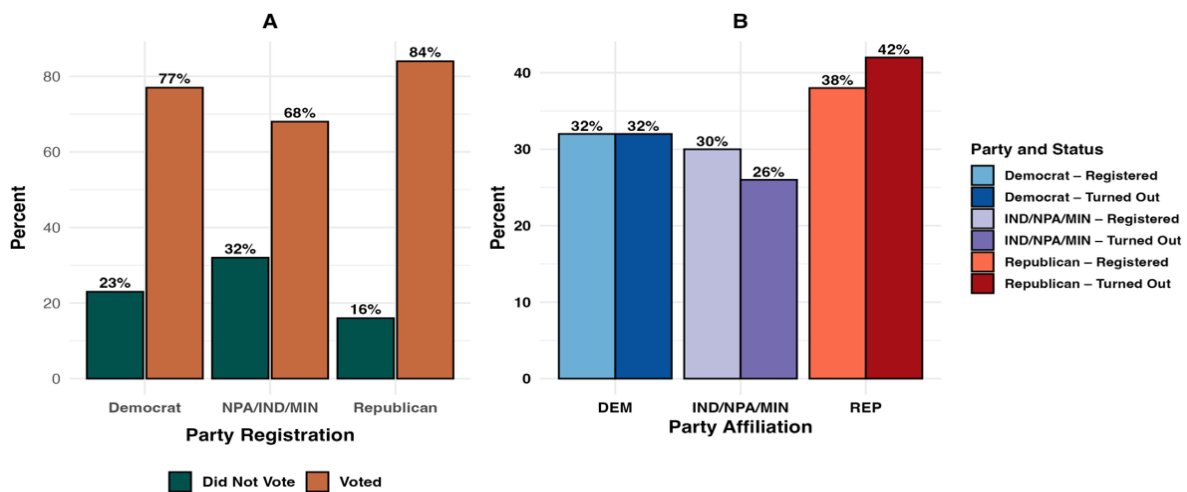 A
Percent
80
60
40
20
0
77%
23%
68%
32%
84%
16%
Democrat
NPA/IND/MIN
Republican
Party Registration
Did Not Vote
Voted
B
Percent
40
30
20
10
0
32%
32%
30%
26%
38%
42%
DEM
IND/NPA/MIN
REP
Party Affiliation
Party and Status
Democrat – Registered
Democrat – Turned Out
IND/NPA/MIN – Registered
IND/NPA/MIN – Turned Out
Republican – Registered
Republican – Turned Out